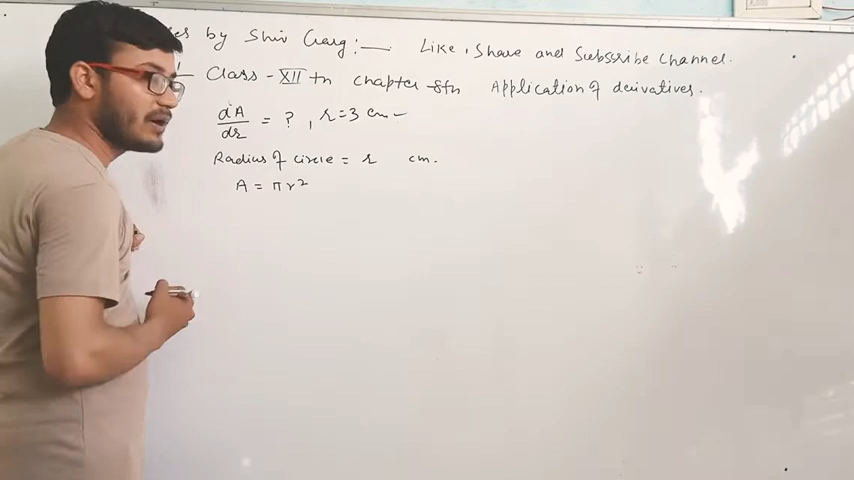 by Shiv Garg:— Like, Share and Subscribe Channel.
Class - XII th chapter - 6th Application of derivatives.
dA/dr = ? , r = 3 cm -
Radius of circle = r cm.
A = πr²